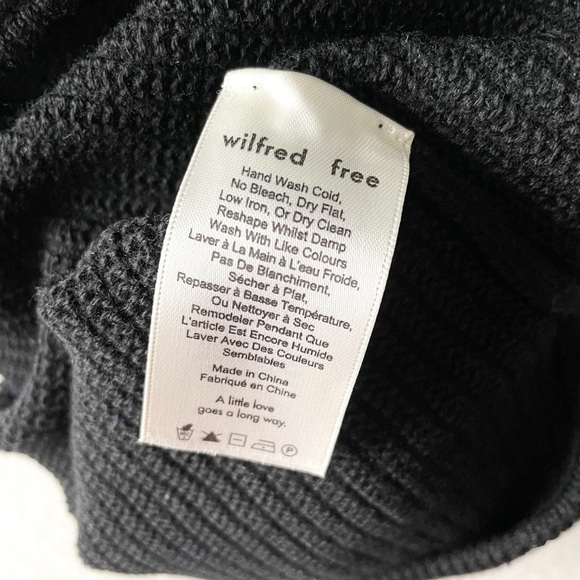 wilfred free
Hand Wash Cold,
No Bleach, Dry Flat,
Low Iron, Or Dry Clean
Reshape Whilst Damp
Wash With Like Colours
Laver à La Main à L'eau Froide,
Pas De Blanchiment,
Sécher à Plat,
Repasser à Basse Température,
Ou Nettoyer à Sec
Remodeler Pendant Que
L'article Est Encore Humide
Laver Avec Des Couleurs
Semblables
Made in China
Fabriqué en Chine
A little love
goes a long way.
P